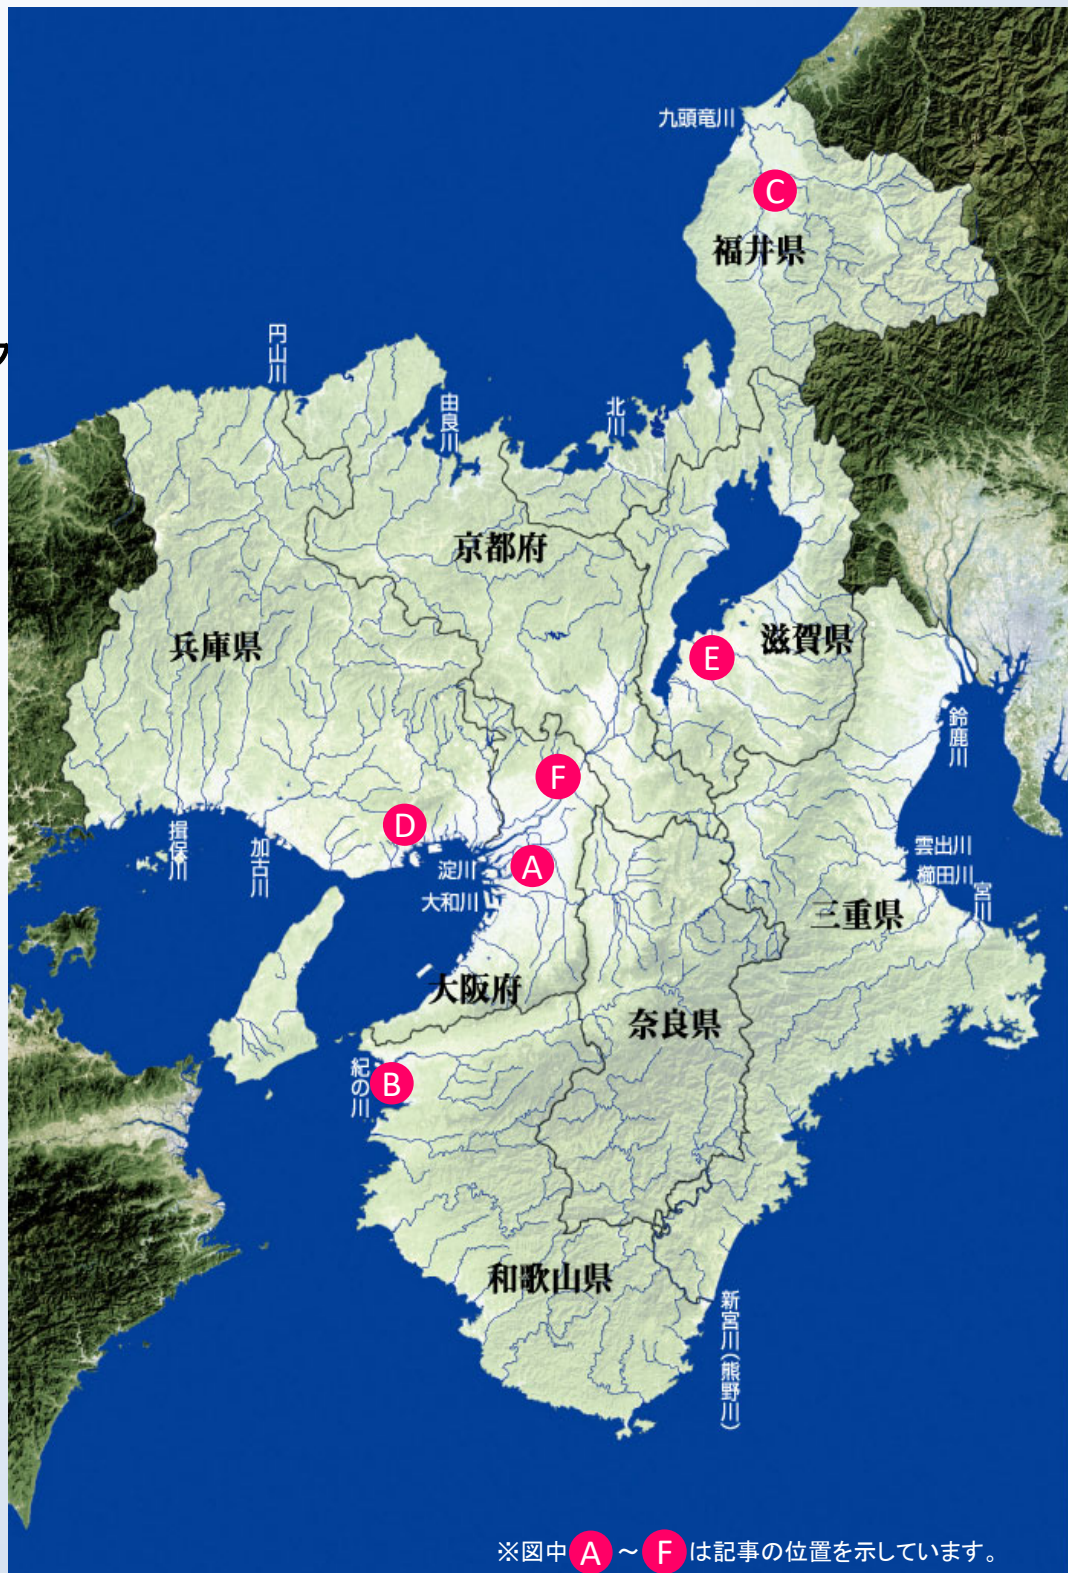 九頭竜川
C
福井県
円山川
由良川
北川
京都府
兵庫県
滋賀県
E
鈴鹿川
F
D
揖保川
加古川
淀川
A
大和川
雲出川
櫛田川
宮川
三重県
大阪府
奈良県
紀の川
B
和歌山県
新宮川(熊野川)
※図中 A ～ F は記事の位置を示しています。